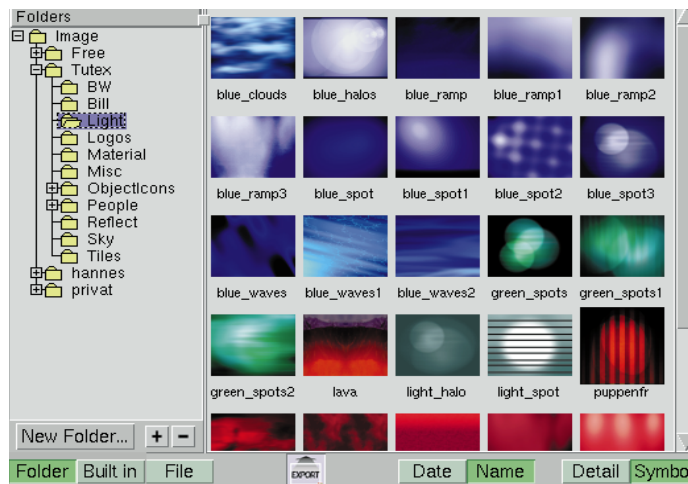 Folders
Image
Free
Tutex
BW
Bill
Light
Logos
Material
Misc
ObjectIcons
People
Reflect
Sky
Tiles
hannes
privat
New Folder... + −
blue_clouds blue_halos blue_ramp blue_ramp1 blue_ramp2
blue_ramp3 blue_spot blue_spot1 blue_spot2 blue_spot3
blue_waves blue_waves1 blue_waves2 green_spots green_spots1
green_spots2 lava light_halo light_spot puppenfr
Folder Built in File EXPORT Date Name Detail Symbo